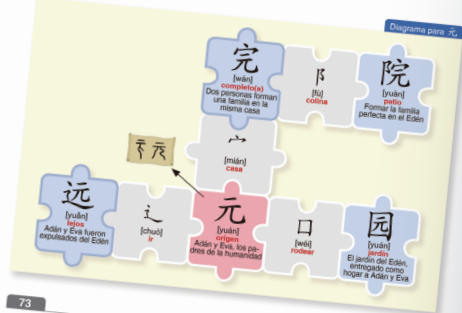 Diagrama para 元
完
[wán]
completo(a)
Dos personas forman
una familia en la
misma casa
阝
[fù]
colina
院
[yuàn]
patio
Formar la familia
perfecta en el Edén
宀
[mián]
casa
远
[yuǎn]
lejos
Adán y Eva fueron
expulsados del Edén
辶
[chuò]
ir
元
[yuán]
origen
Adán y Eva, los pa-
dres de la humanidad
口
[wéi]
rodear
园
[yuán]
jardín
El jardín del Edén,
entregado como
hogar a Adán y Eva
73